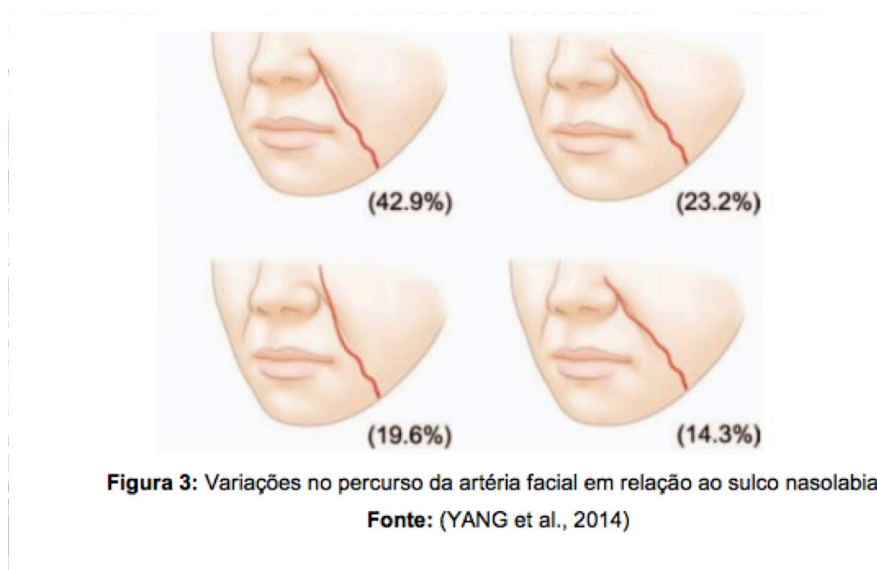 (42.9%) (23.2%)
(19.6%) (14.3%)
Figura 3: Variações no percurso da artéria facial em relação ao sulco nasolabia
Fonte: (YANG et al., 2014)